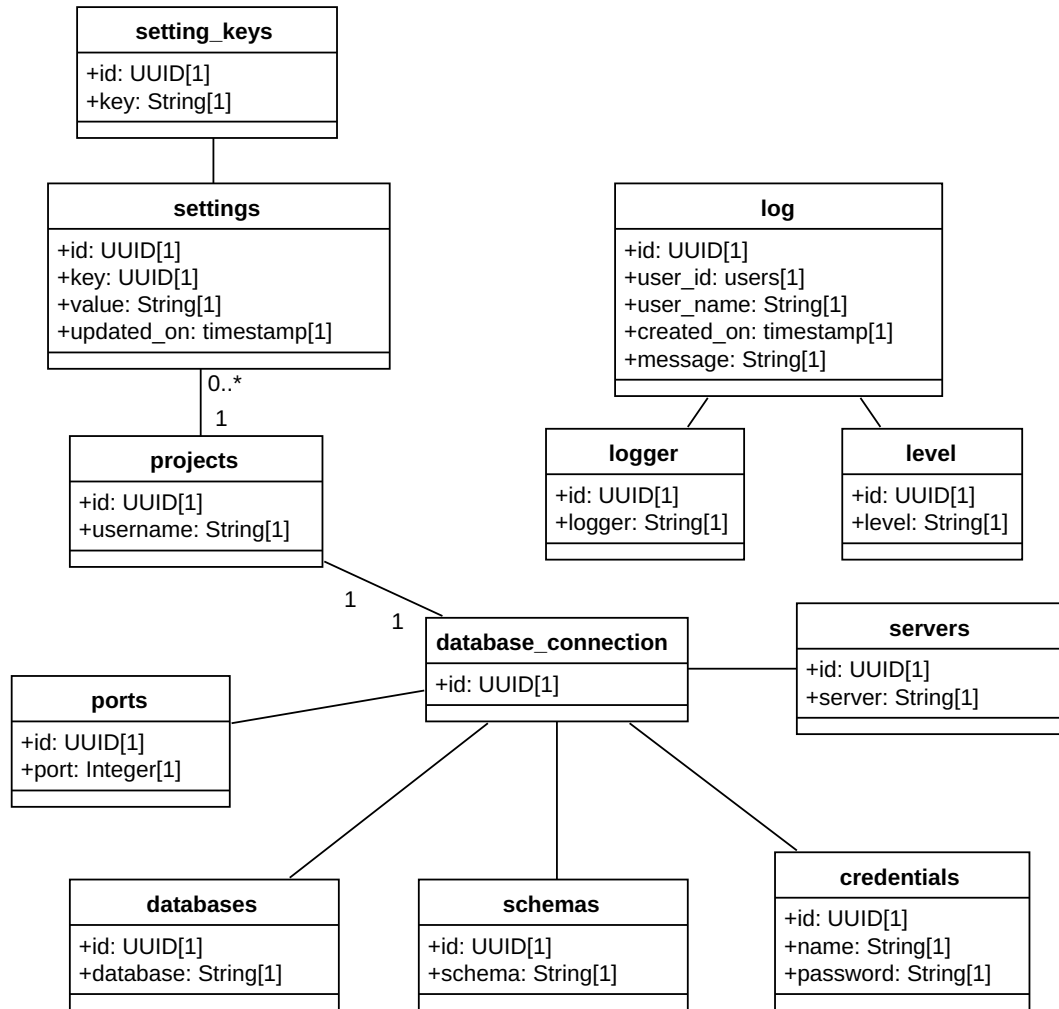 setting_keys
+id: UUID[1]
+key: String[1]
settings
+id: UUID[1]
+key: UUID[1]
+value: String[1]
+updated_on: timestamp[1]
log
+id: UUID[1]
+user_id: users[1]
+user_name: String[1]
+created_on: timestamp[1]
+message: String[1]
0..*
1
projects
+id: UUID[1]
+username: String[1]
logger
+id: UUID[1]
+logger: String[1]
level
+id: UUID[1]
+level: String[1]
1
1
database_connection
+id: UUID[1]
servers
+id: UUID[1]
+server: String[1]
ports
+id: UUID[1]
+port: Integer[1]
databases
+id: UUID[1]
+database: String[1]
schemas
+id: UUID[1]
+schema: String[1]
credentials
+id: UUID[1]
+name: String[1]
+password: String[1]